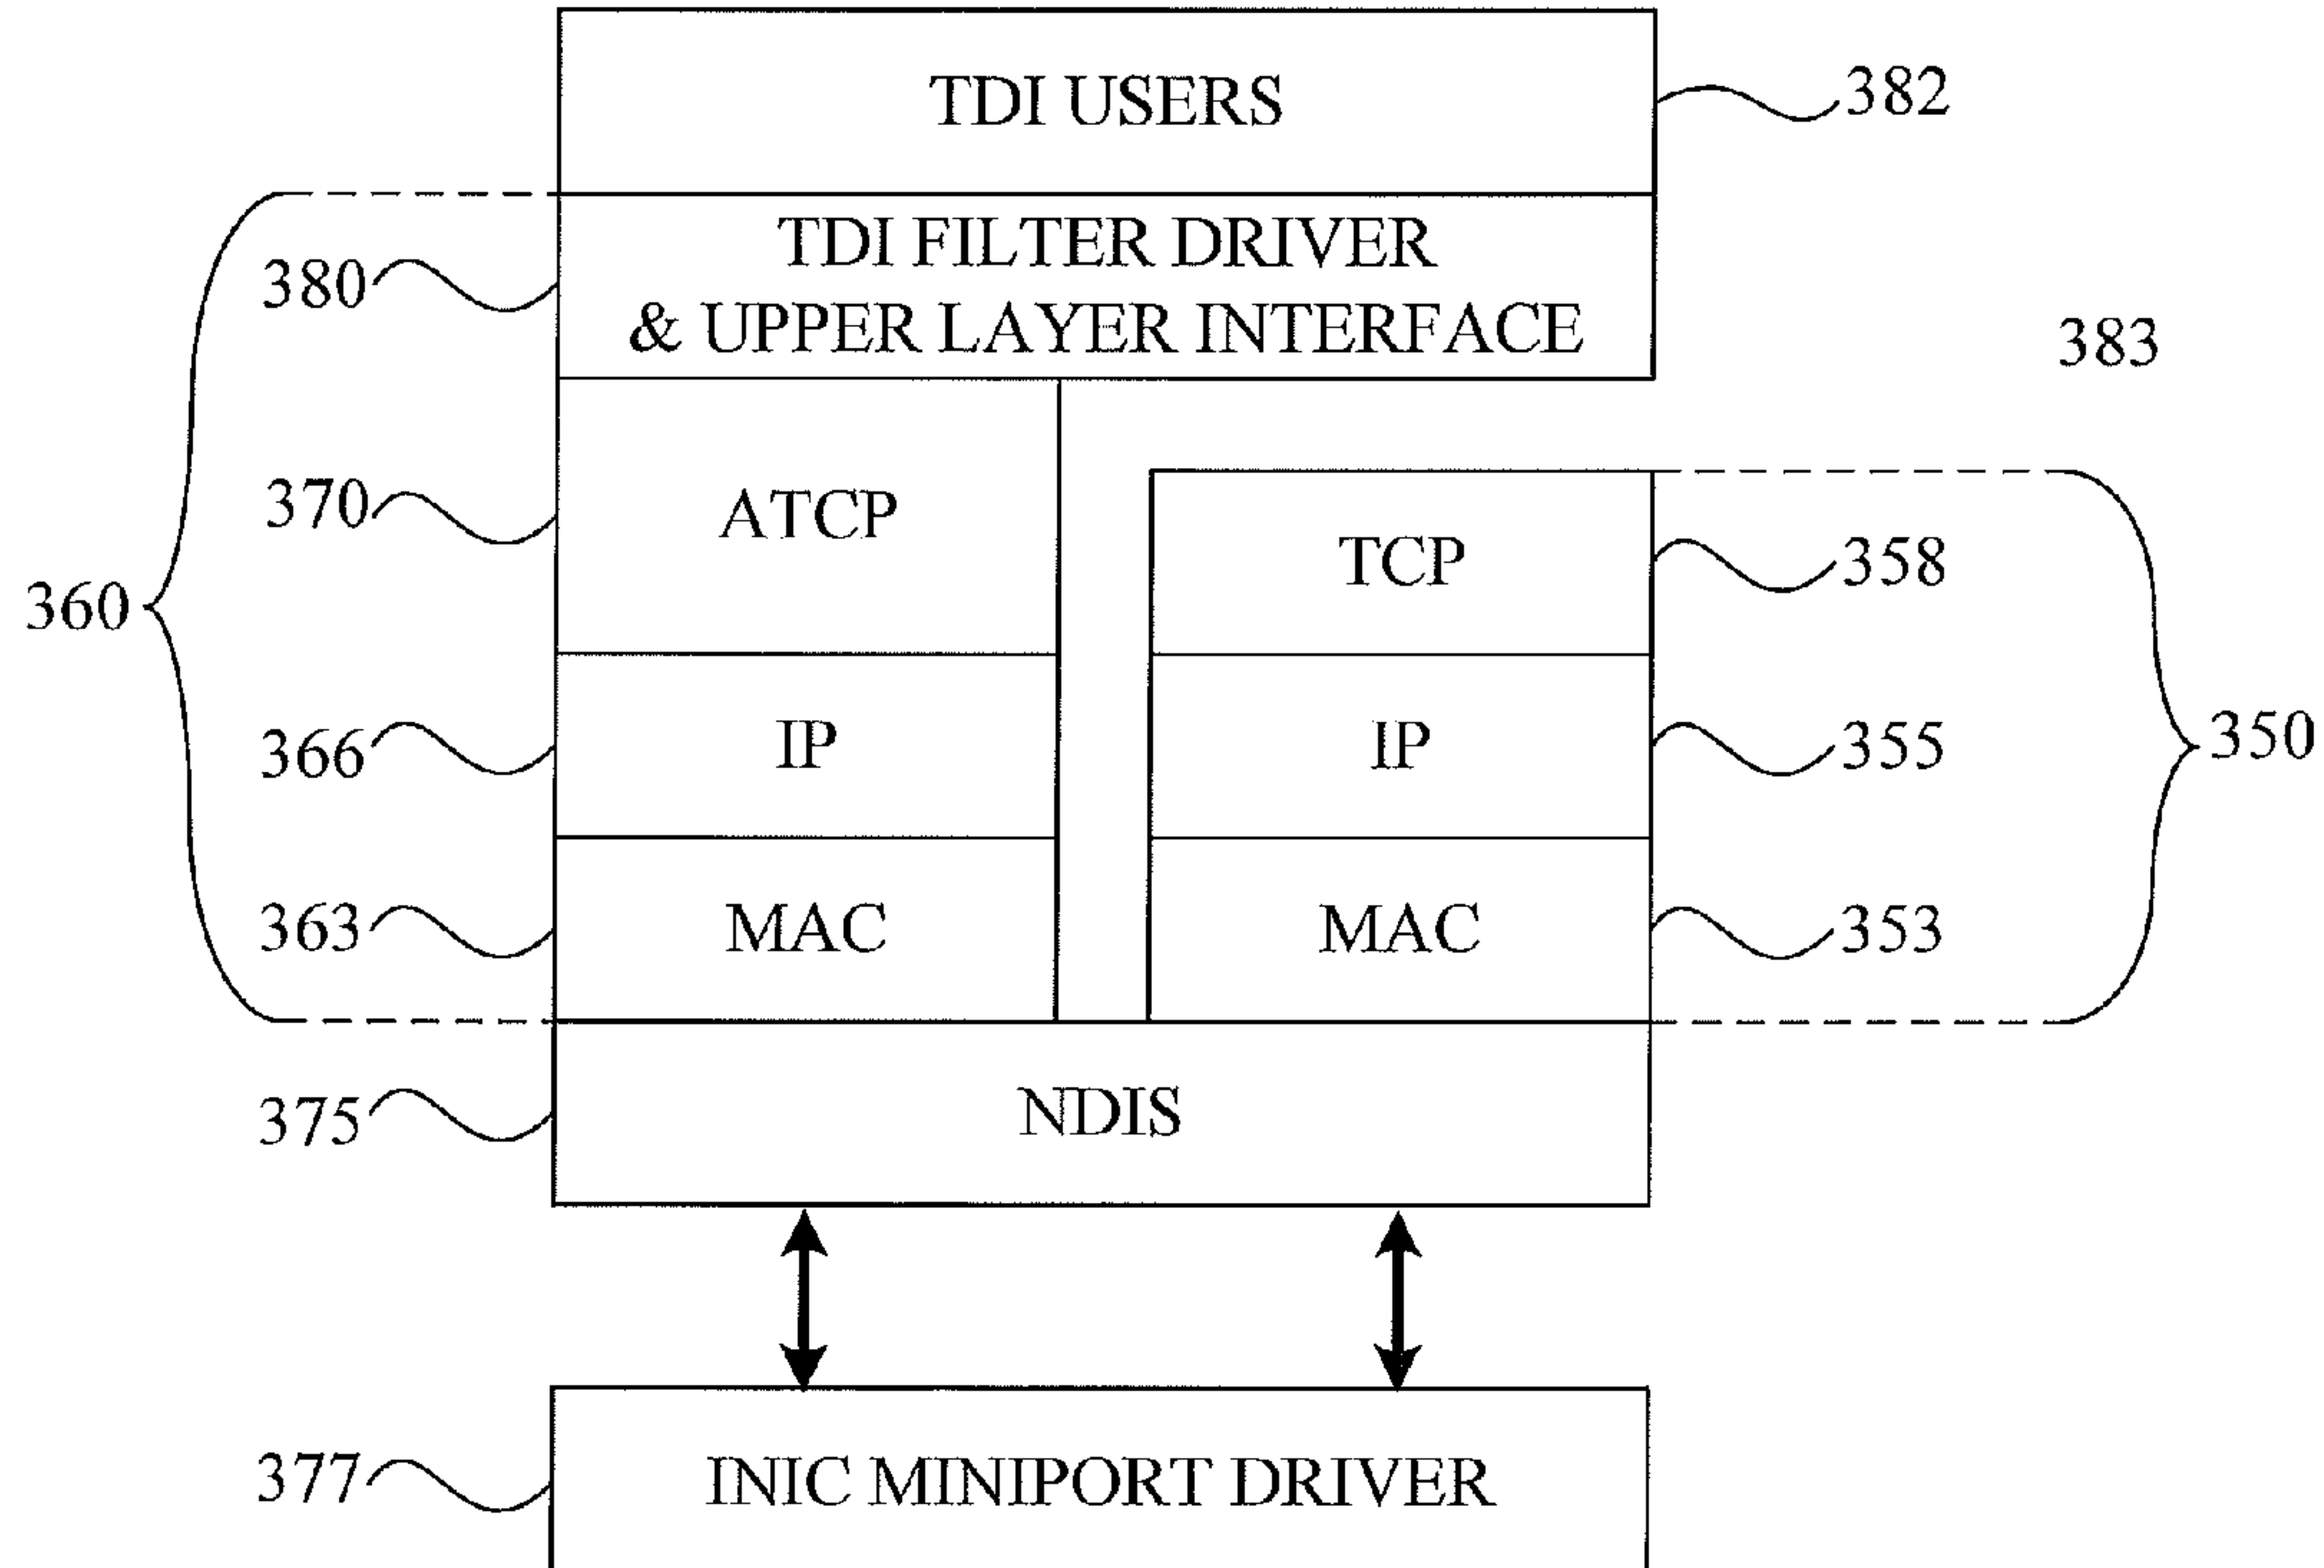 TDI USERS
382
TDI FILTER DRIVER
& UPPER LAYER INTERFACE
380
383
370
ATCP
TCP
358
360
366
IP
IP
355
350
363
MAC
MAC
353
375
NDIS
377
INIC MINIPORT DRIVER